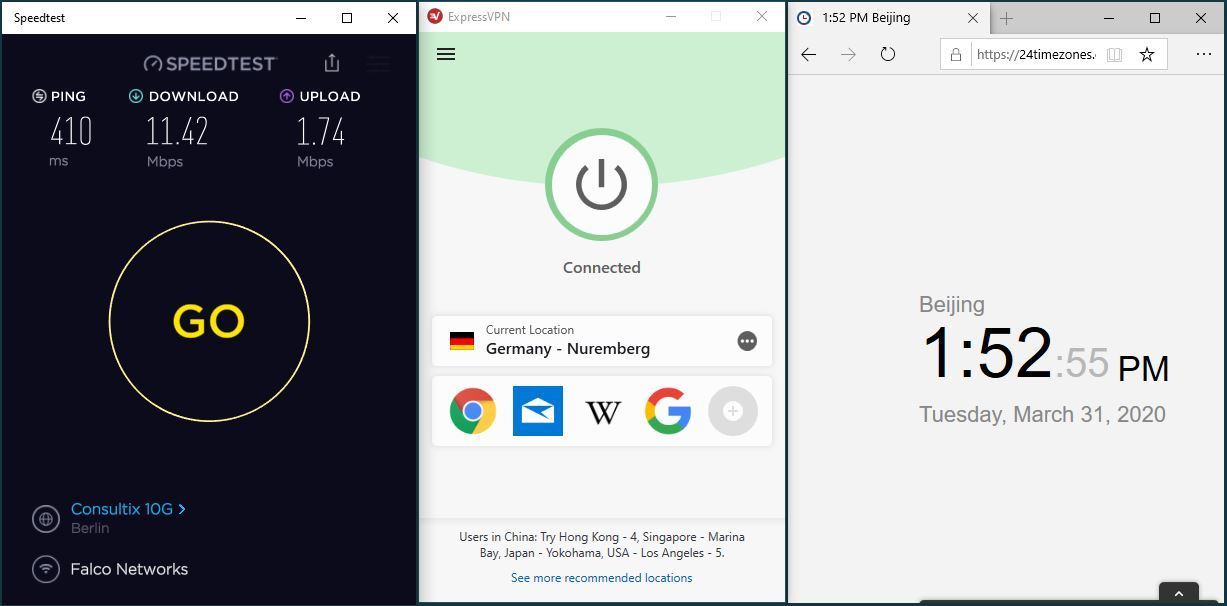 Speedtest
SPEEDTEST
PING DOWNLOAD UPLOAD
410 11.42 1.74
ms Mbps Mbps
GO
Consultix 10G >
Berlin
Falco Networks
ExpressVPN
Connected
Current Location
Germany - Nuremberg
W
Users in China: Try Hong Kong - 4, Singapore - Marina
Bay, Japan - Yokohama, USA - Los Angeles - 5.
See more recommended locations
1:52 PM Beijing
https://24timezones.
Beijing
1:52:55 PM
Tuesday, March 31, 2020